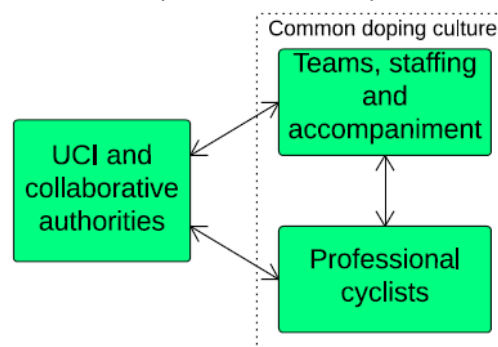 Common doping culture
Teams, staffing
and
accompaniment
UCI and
collaborative
authorities
Professional
cyclists